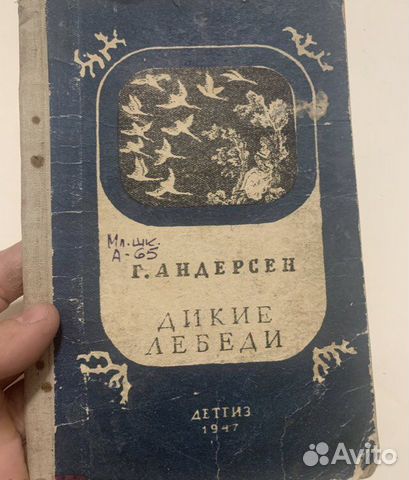 Мл. шк.
А-65
Г. АНДЕРСЕН
ДИКИЕ
ЛЕБЕДИ
ДЕТГИЗ
1947
Avito